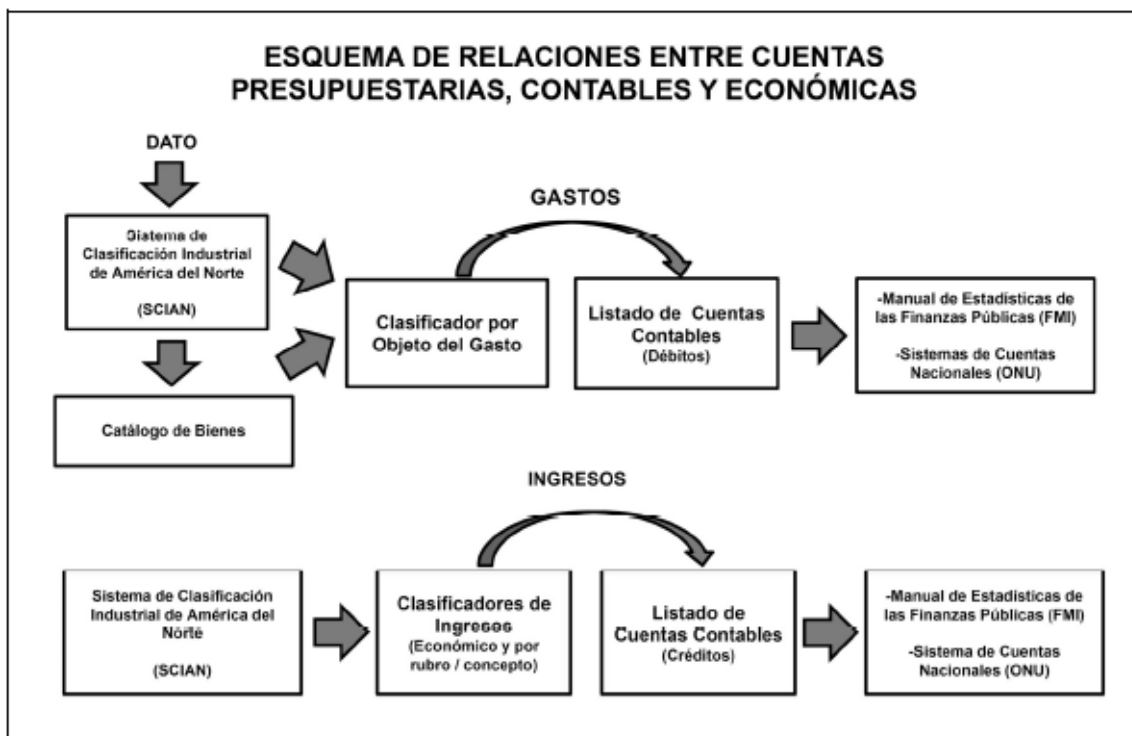 ESQUEMA DE RELACIONES ENTRE CUENTAS
PRESUPUESTARIAS, CONTABLES Y ECONÓMICAS
DATO
GASTOS
Sistema de
Clasificación Industrial
de América del Norte
(SCIAN)
Clasificador por
Objeto del Gasto
Listado de Cuentas
Contables
(Débitos)
-Manual de Estadísticas de
las Finanzas Públicas (FMI)
-Sistemas de Cuentas
Nacionales (ONU)
Catálogo de Bienes
INGRESOS
Sistema de Clasificación
Industrial de América del
Norte
(SCIAN)
Clasificadores de
Ingresos
(Económico y por
rubro / concepto)
Listado de
Cuentas Contables
(Créditos)
-Manual de Estadísticas de
las Finanzas Públicas (FMI)
-Sistema de Cuentas
Nacionales (ONU)